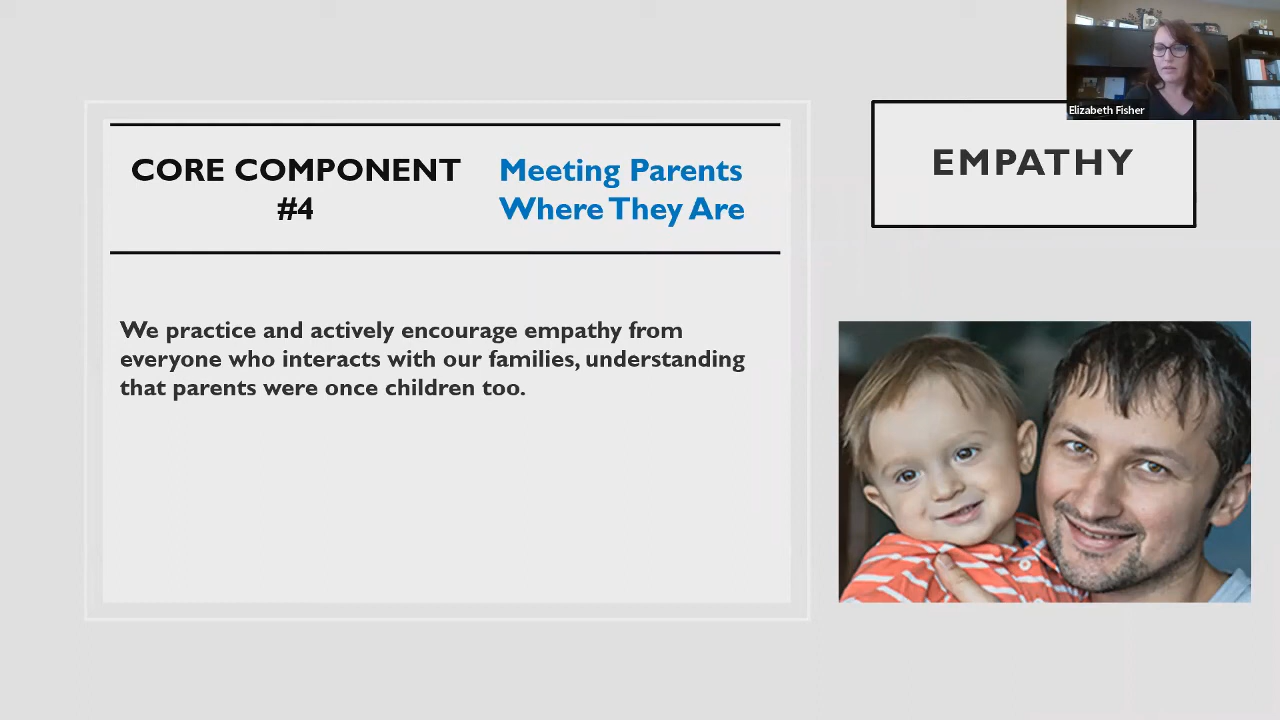 CORE COMPONENT
#4
Meeting Parents
Where They Are
We practice and actively encourage empathy from
everyone who interacts with our families, understanding
that parents were once children too.
EMPATHY
Elizabeth Fisher